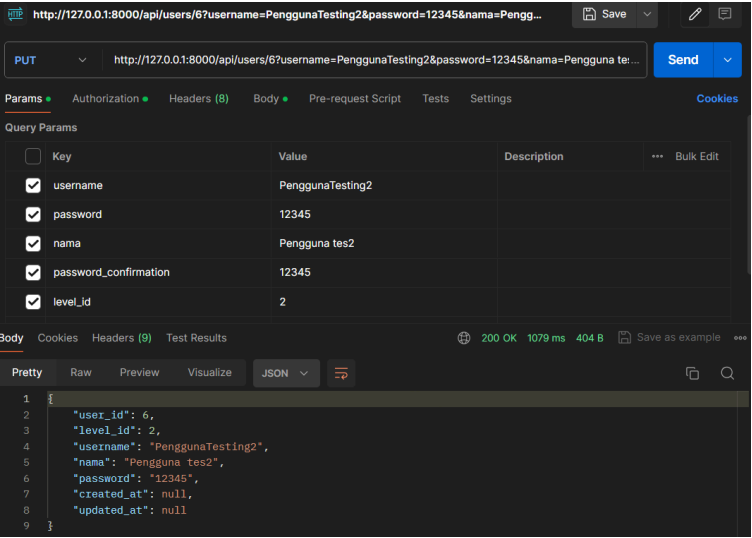 HTTP http://127.0.0.1:8000/api/users/6?username=PenggunaTesting2&password=12345&nama=Pengg... Save
PUT http://127.0.0.1:8000/api/users/6?username=PenggunaTesting2&password=12345&nama=Pengguna te:... Send
Params Authorization Headers (8) Body Pre-request Script Tests Settings Cookies
Query Params
Key Value Description ••• Bulk Edit
username PenggunaTesting2
password 12345
nama Pengguna tes2
password_confirmation 12345
level_id 2
Body Cookies Headers (9) Test Results 200 OK 1079 ms 404 B Save as example •••
Pretty Raw Preview Visualize JSON
1 {
2 "user_id": 6,
3 "level_id": 2,
4 "username": "PenggunaTesting2",
5 "nama": "Pengguna tes2",
6 "password": "12345",
7 "created_at": null,
8 "updated_at": null
9 }